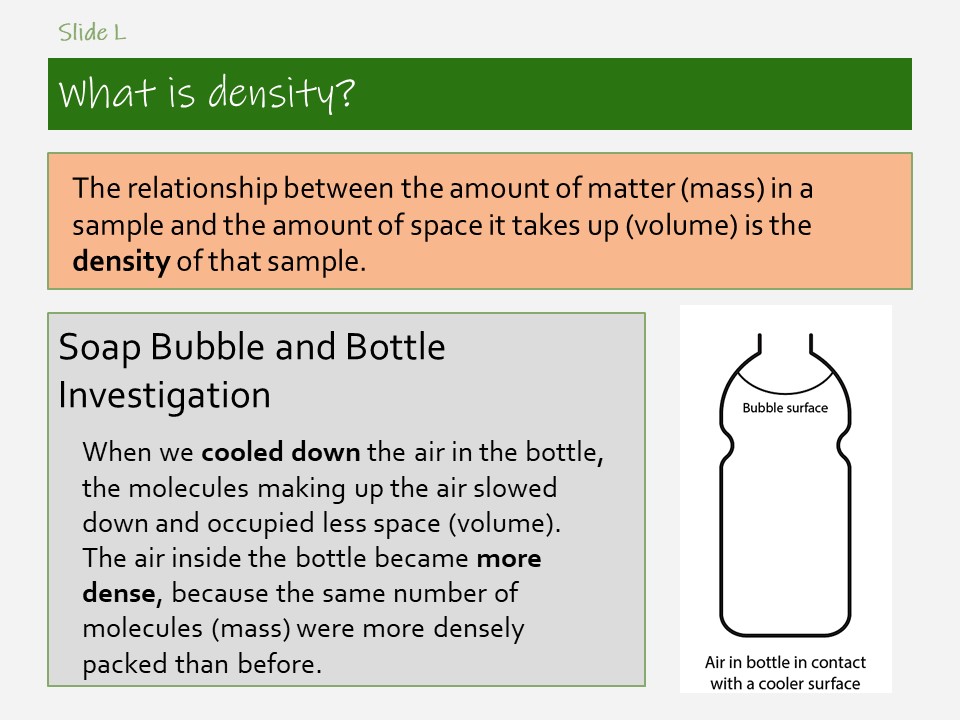 Slide L
What is density?
The relationship between the amount of matter (mass) in a
sample and the amount of space it takes up (volume) is the
density of that sample.
Soap Bubble and Bottle
Investigation
When we cooled down the air in the bottle,
the molecules making up the air slowed
down and occupied less space (volume).
The air inside the bottle became more
dense, because the same number of
molecules (mass) were more densely
packed than before.
Bubble surface
Air in bottle in contact
with a cooler surface